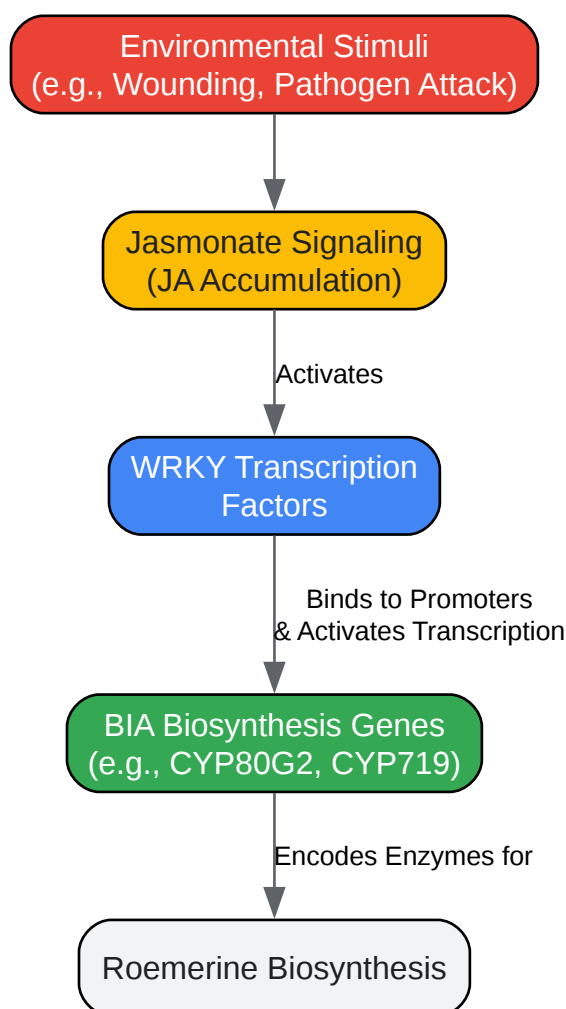 Environmental Stimuli
(e.g., Wounding, Pathogen Attack)
Jasmonate Signaling
(JA Accumulation)
Activates
WRKY Transcription
Factors
Binds to Promoters
& Activates Transcription
BIA Biosynthesis Genes
(e.g., CYP80G2, CYP719)
Encodes Enzymes for
Roemerine Biosynthesis